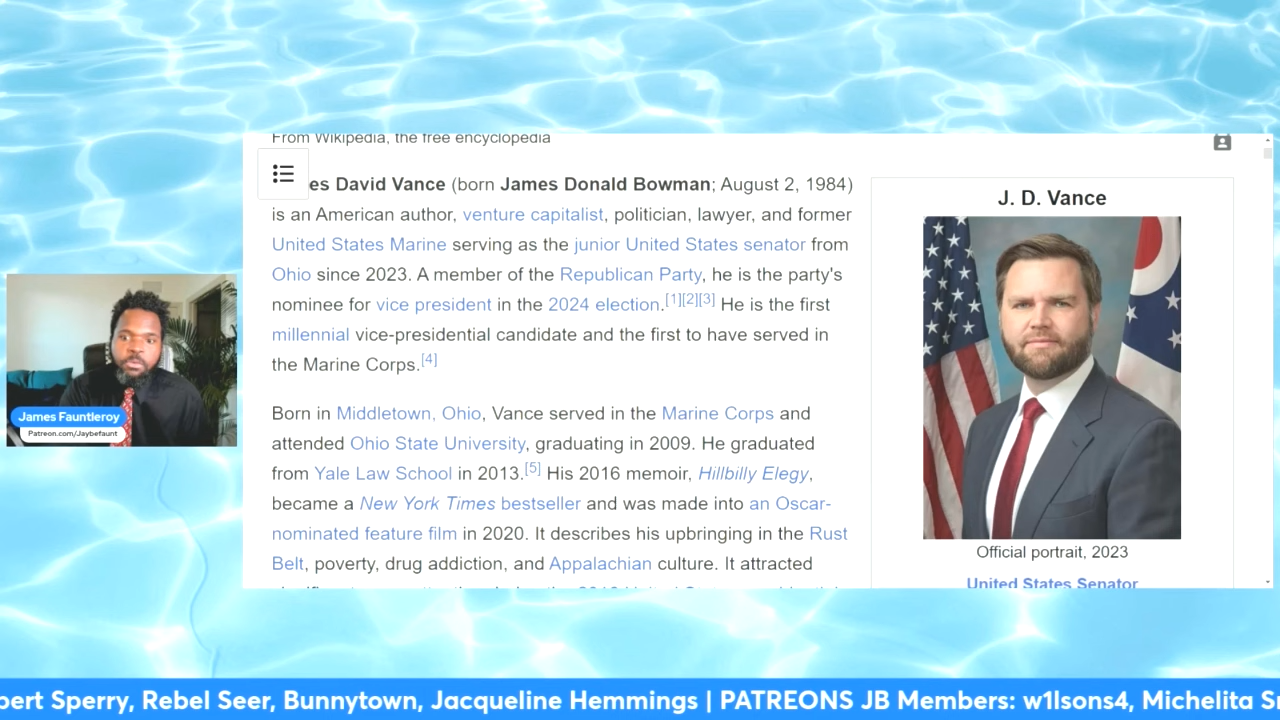 From Wikipedia, the free encyclopedia
es David Vance (born James Donald Bowman; August 2, 1984)
is an American author, venture capitalist, politician, lawyer, and former
United States Marine serving as the junior United States senator from
Ohio since 2023. A member of the Republican Party, he is the party's
nominee for vice president in the 2024 election.[1][2][3] He is the first
millennial vice-presidential candidate and the first to have served in
the Marine Corps.[4]
Born in Middletown, Ohio, Vance served in the Marine Corps and
attended Ohio State University, graduating in 2009. He graduated
from Yale Law School in 2013.[5] His 2016 memoir, Hillbilly Elegy,
became a New York Times bestseller and was made into an Oscar-
nominated feature film in 2020. It describes his upbringing in the Rust
Belt, poverty, drug addiction, and Appalachian culture. It attracted
J. D. Vance
Official portrait, 2023
United States Senator
James Fauntleroy
Patreon.com/Jaybefaunt
bert Sperry, Rebel Seer, Bunnytown, Jacqueline Hemmings | PATREONS JB Members: w1lsons4, Michelita S